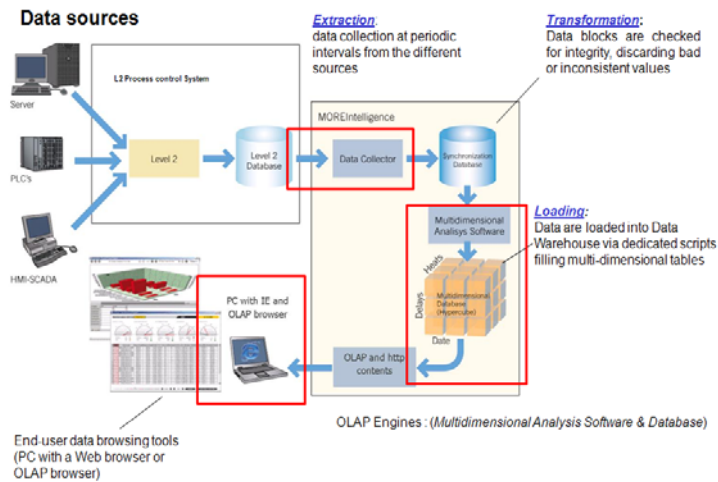 Data sources
Extraction:
data collection at periodic
intervals from the different
sources
Transformation:
Data blocks are checked
for integrity, discarding bad
or inconsistent values
Server
PLC's
HMI-SCADA
L2 Process control System
Level 2
Level 2
Database
MOREIntelligence
Data Collector
Synchronization
Database
Multidimensional
Analisys Software
Heats
Delays
Date
Multidimensional
Database
(Hypercube)
Loading:
Data are loaded into Data
Warehouse via dedicated scripts
filling multi-dimensional tables
PC with IE and
OLAP browser
OLAP and http
contents
OLAP Engines : (Multidimensional Analysis Software & Database)
End-user data browsing tools
(PC with a Web browser or
OLAP browser)